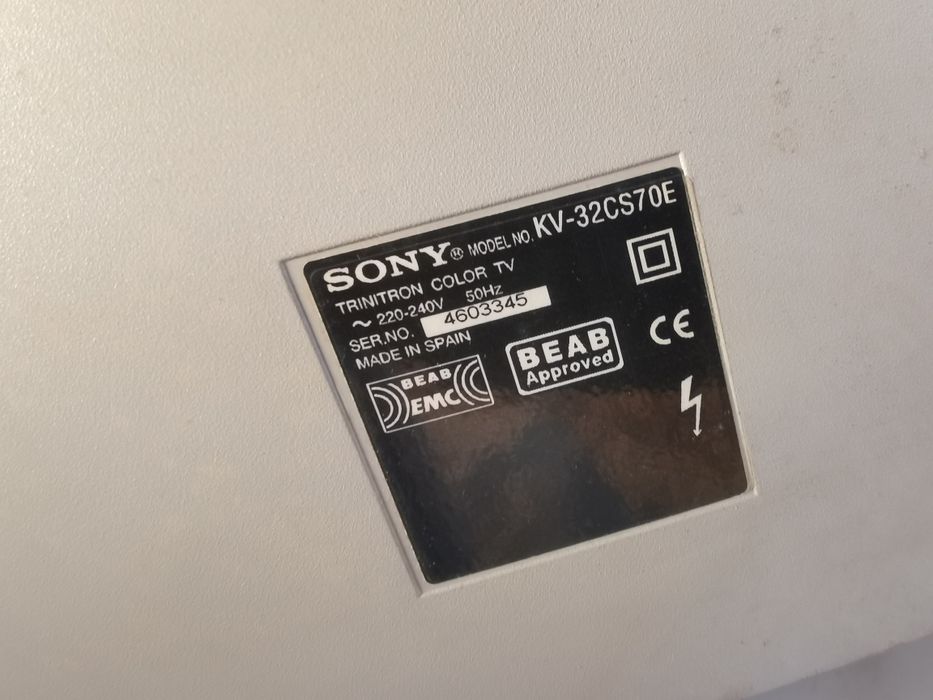 SONY® MODEL NO. KV-32CS70E
TRINITRON COLOR TV
~ 220-240V 50Hz
SER.NO. 4603345
MADE IN SPAIN
BEAB
EMC
BEAB
Approved
CE